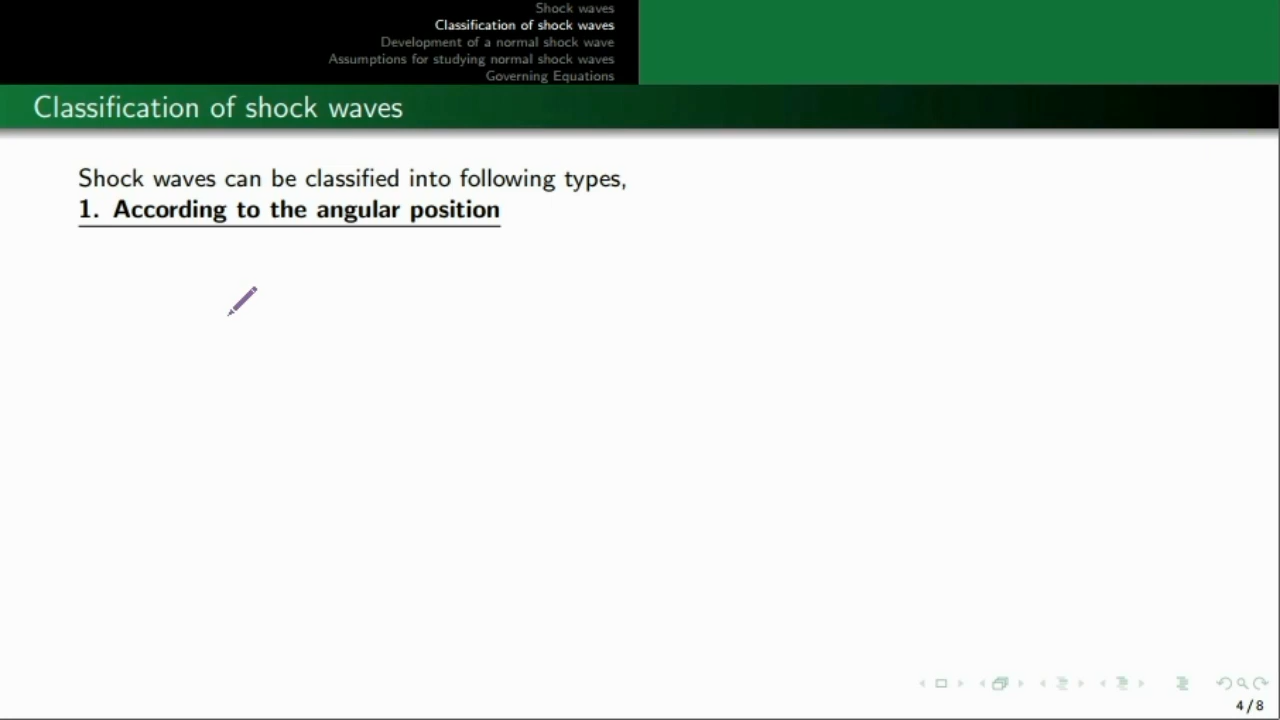 Shock waves
Classification of shock waves
Development of a normal shock wave
Assumptions for studying normal shock waves
Governing Equations
Classification of shock waves
Shock waves can be classified into following types,
1. According to the angular position
4/8